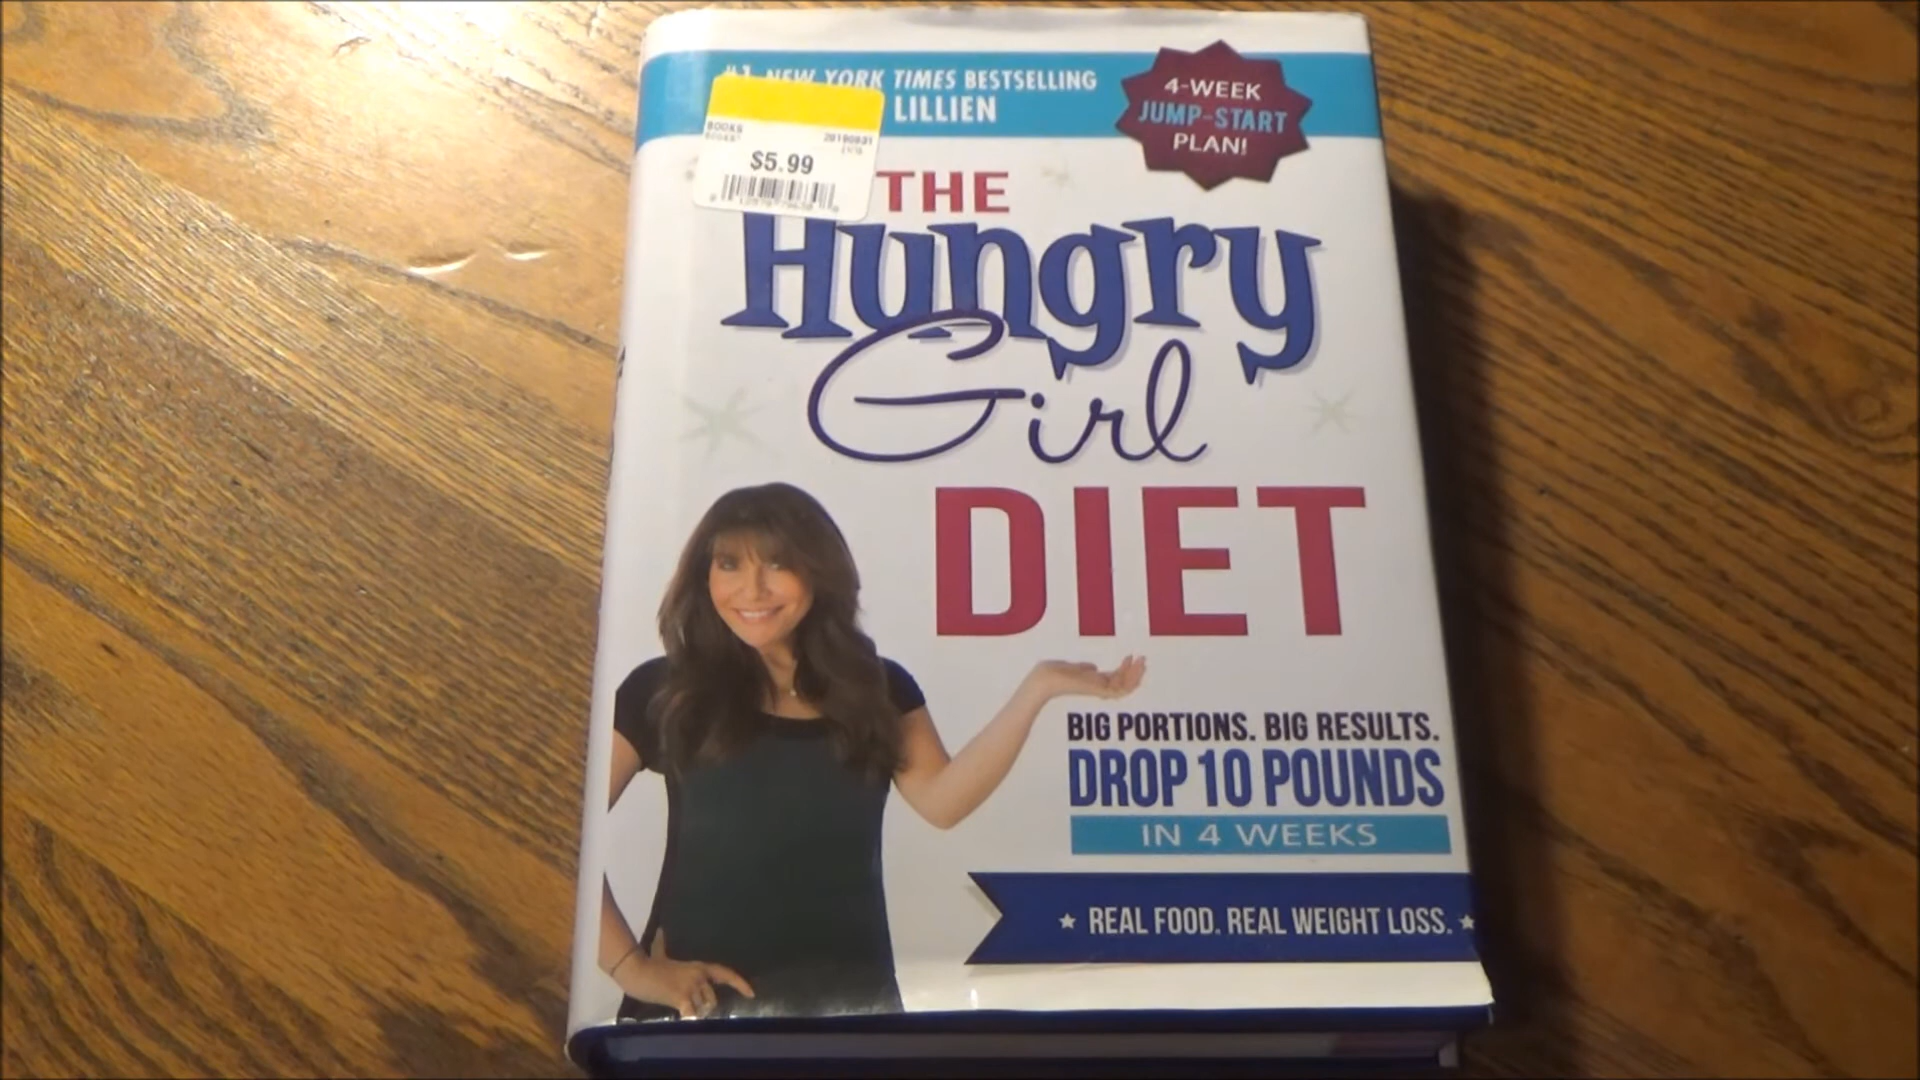 #1 NEW YORK TIMES BESTSELLING
LILLIEN
4-WEEK
JUMP-START
PLAN!
BOOKS
20190831
$5.99
THE
Hungry
Girl
DIET
BIG PORTIONS. BIG RESULTS.
DROP 10 POUNDS
IN 4 WEEKS
★ REAL FOOD. REAL WEIGHT LOSS. ★